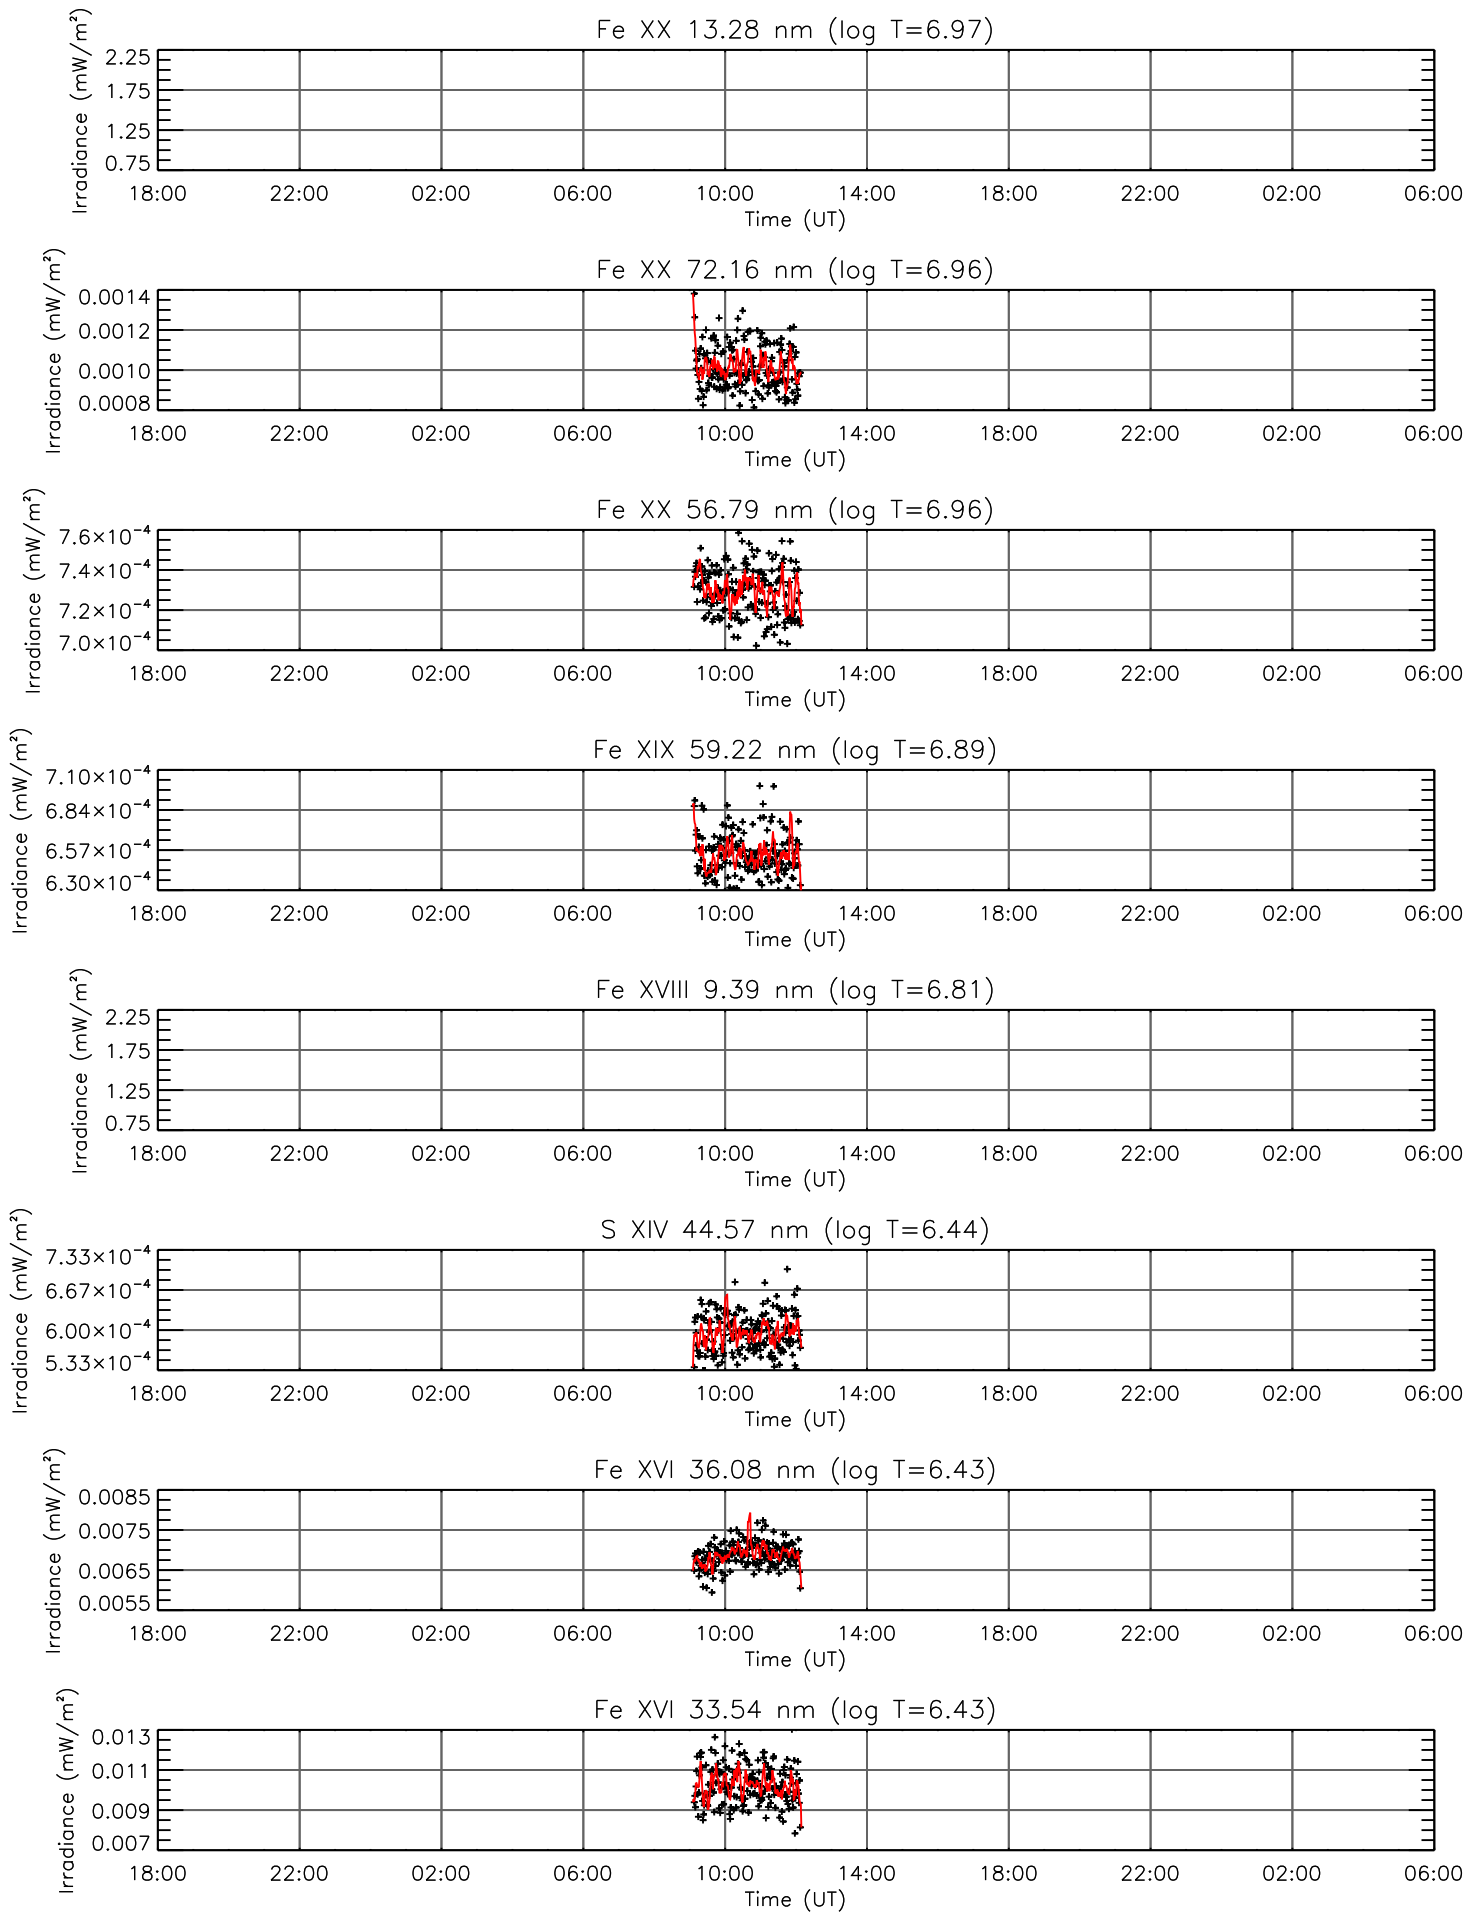 Fe XX 13.28 nm (log T=6.97)
Irradiance (mW/m²)
2.25
1.75
1.25
0.75
18:00 22:00 02:00 06:00 10:00 14:00 18:00 22:00 02:00 06:00
Time (UT)
Fe XX 72.16 nm (log T=6.96)
Irradiance (mW/m²)
0.0014
0.0012
0.0010
0.0008
18:00 22:00 02:00 06:00 10:00 14:00 18:00 22:00 02:00 06:00
Time (UT)
Fe XX 56.79 nm (log T=6.96)
Irradiance (mW/m²)
7.6×10⁻⁴
7.4×10⁻⁴
7.2×10⁻⁴
7.0×10⁻⁴
18:00 22:00 02:00 06:00 10:00 14:00 18:00 22:00 02:00 06:00
Time (UT)
Fe XIX 59.22 nm (log T=6.89)
Irradiance (mW/m²)
7.10×10⁻⁴
6.84×10⁻⁴
6.57×10⁻⁴
6.30×10⁻⁴
18:00 22:00 02:00 06:00 10:00 14:00 18:00 22:00 02:00 06:00
Time (UT)
Fe XVIII 9.39 nm (log T=6.81)
Irradiance (mW/m²)
2.25
1.75
1.25
0.75
18:00 22:00 02:00 06:00 10:00 14:00 18:00 22:00 02:00 06:00
Time (UT)
S XIV 44.57 nm (log T=6.44)
Irradiance (mW/m²)
7.33×10⁻⁴
6.67×10⁻⁴
6.00×10⁻⁴
5.33×10⁻⁴
18:00 22:00 02:00 06:00 10:00 14:00 18:00 22:00 02:00 06:00
Time (UT)
Fe XVI 36.08 nm (log T=6.43)
Irradiance (mW/m²)
0.0085
0.0075
0.0065
0.0055
18:00 22:00 02:00 06:00 10:00 14:00 18:00 22:00 02:00 06:00
Time (UT)
Fe XVI 33.54 nm (log T=6.43)
Irradiance (mW/m²)
0.013
0.011
0.009
0.007
18:00 22:00 02:00 06:00 10:00 14:00 18:00 22:00 02:00 06:00
Time (UT)